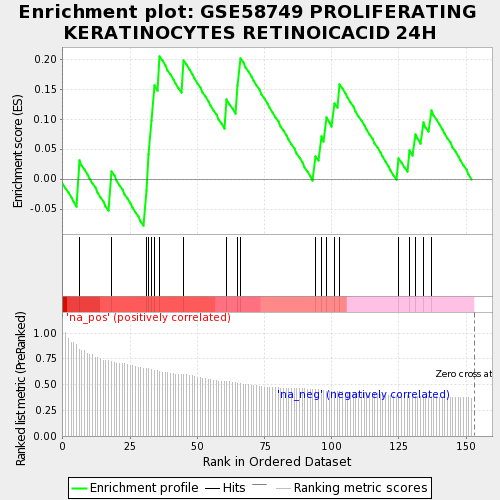 Enrichment plot: GSE58749 PROLIFERATING
KERATINOCYTES RETINOICACID 24H
Enrichment score (ES)
0.20
0.15
0.10
0.05
0.00
-0.05
'na_pos' (positively correlated)
Ranked list metric (PreRanked)
1.00
0.75
0.50
0.25
0.00
Zero cross at
'na_neg' (negatively correlated)
0
25
50
75
100
125
150
Rank in Ordered Dataset
Enrichment profile
Hits
Ranking metric scores